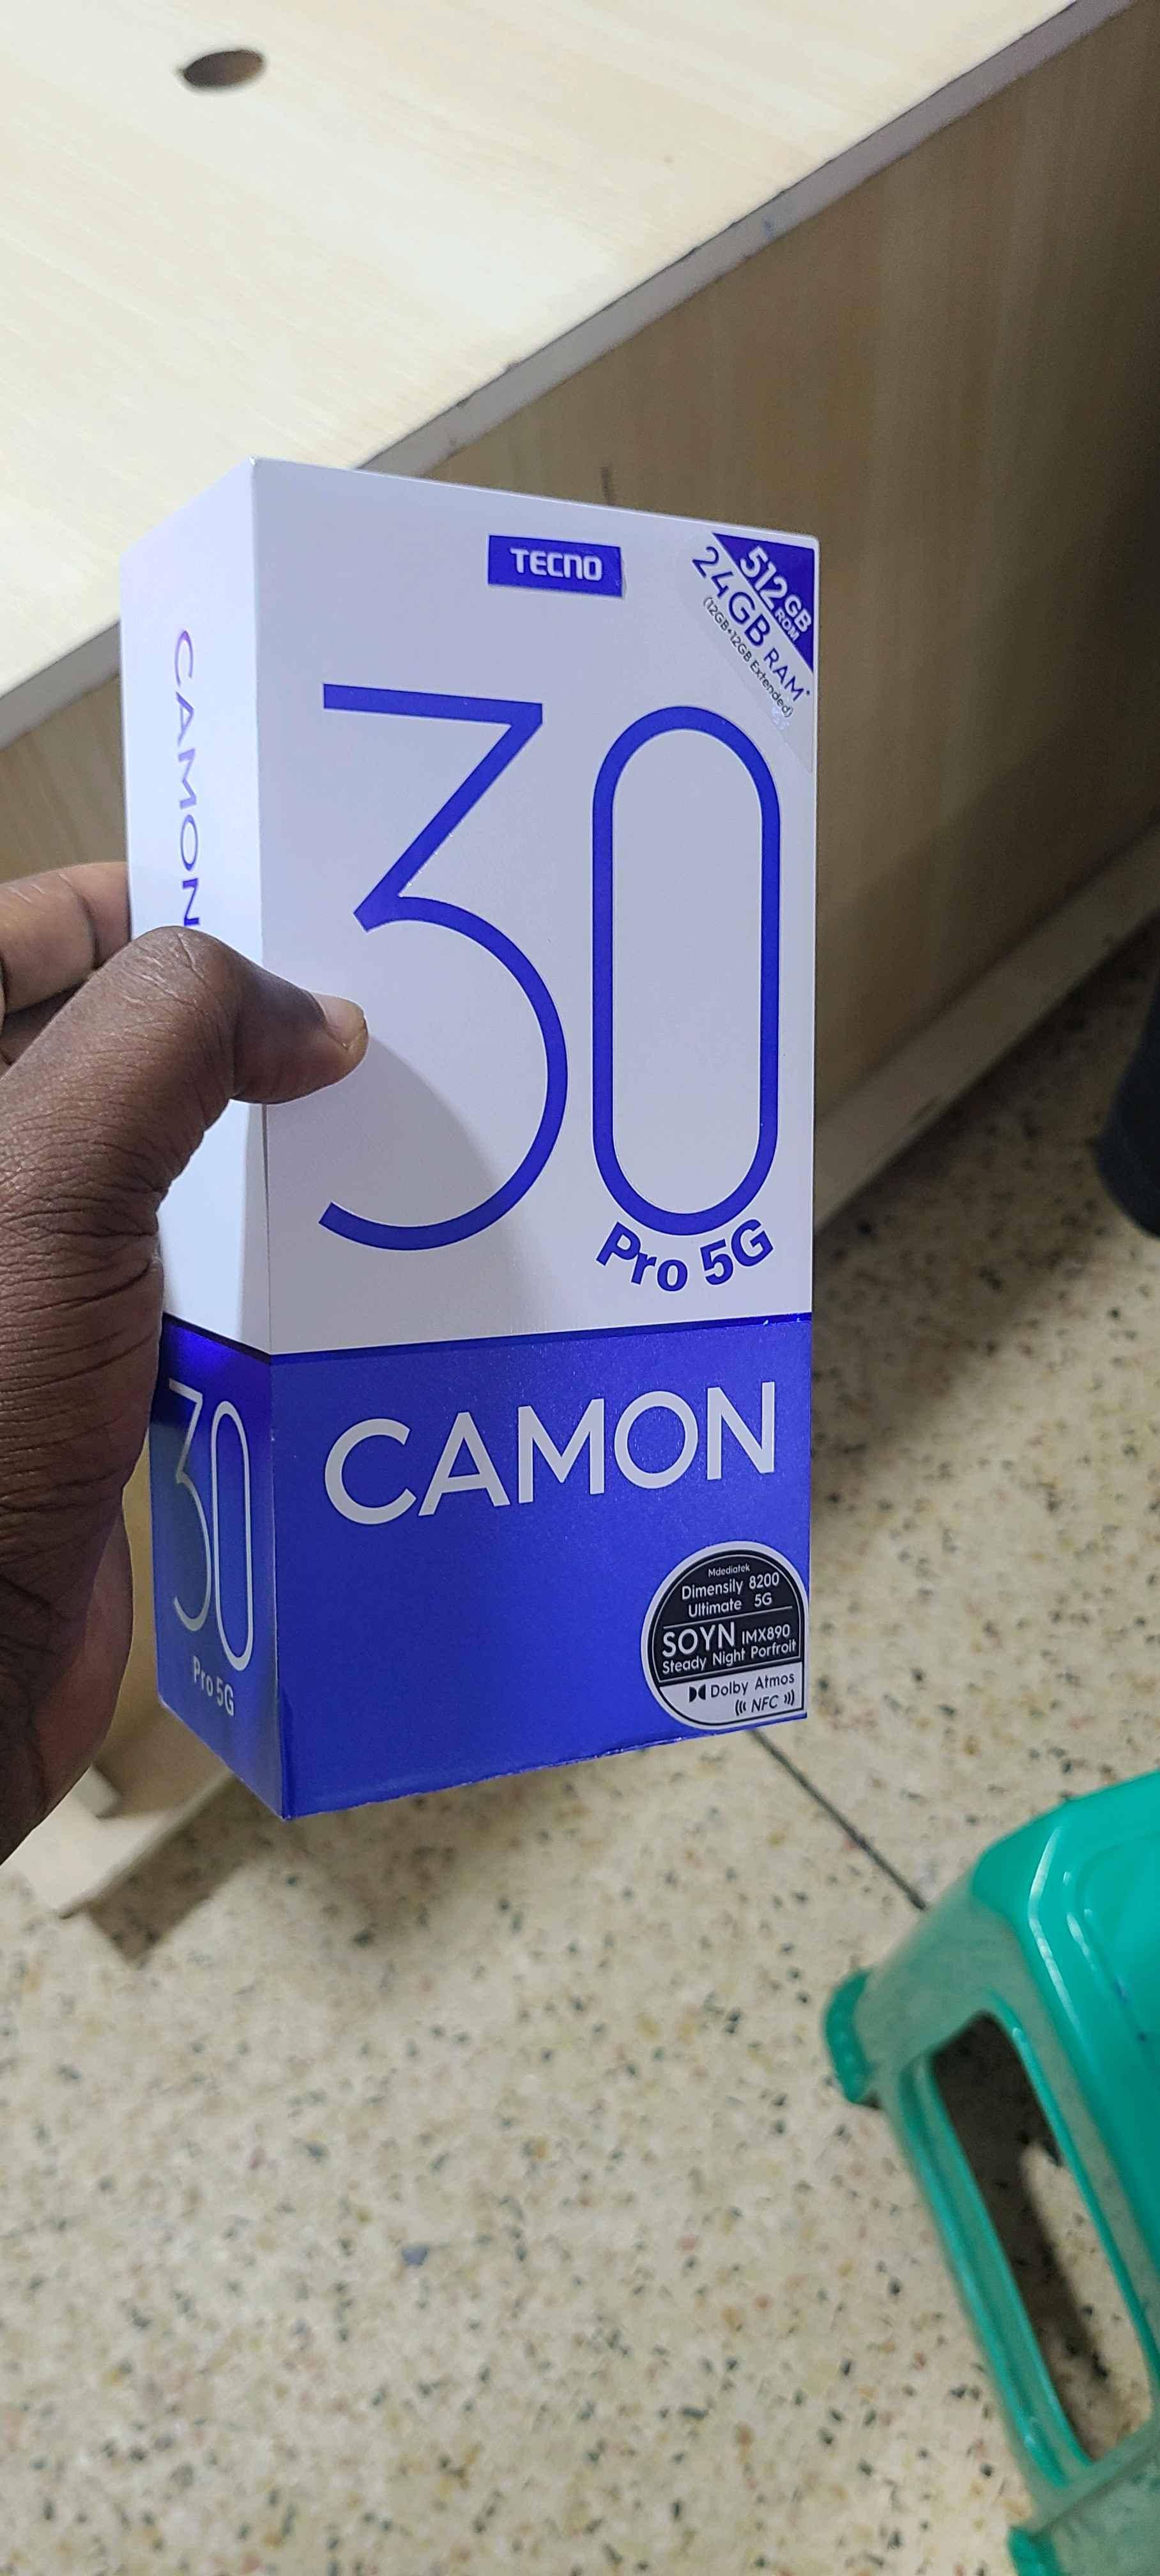 TECNO
512GB
ROM
24GB RAM*
(12GB+12GB Extended)
30
Pro 5G
CAMON
Mdediatek
Dimensily 8200
Ultimate 5G
SOYN IMX890
Steady Night Porfroit
Dolby Atmos
NFC
CAMON
30
Pro 5G